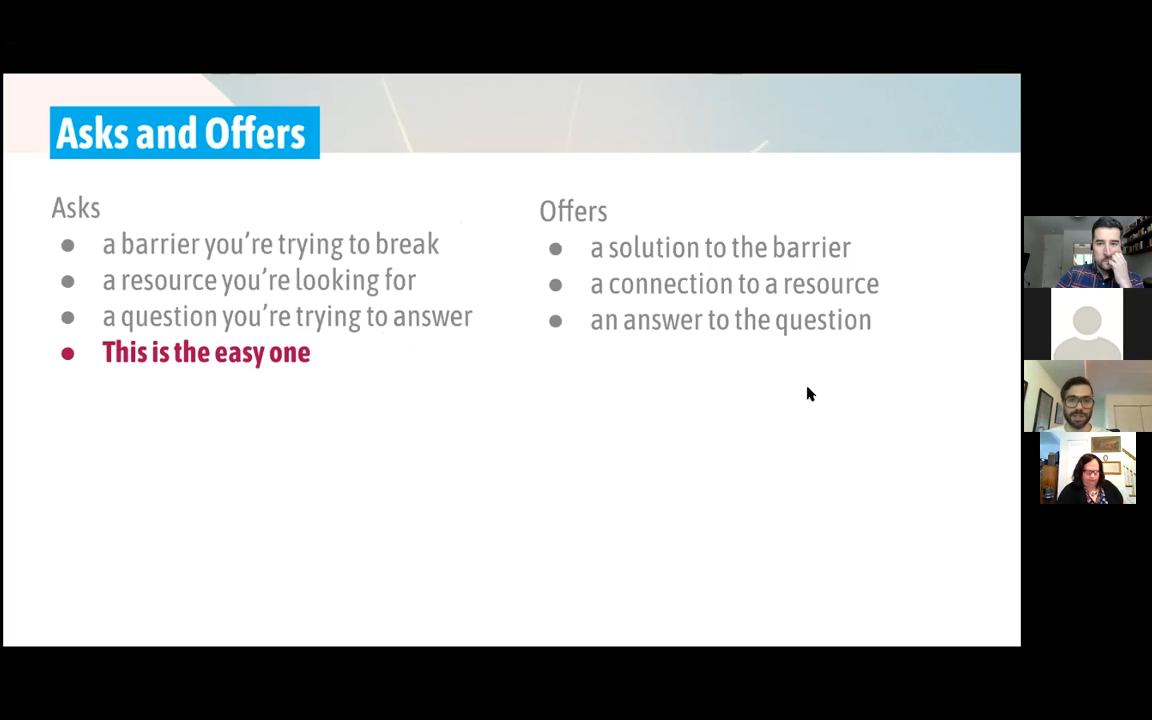 Asks and Offers
Asks
● a barrier you’re trying to break
● a resource you’re looking for
● a question you’re trying to answer
● This is the easy one
Offers
● a solution to the barrier
● a connection to a resource
● an answer to the question